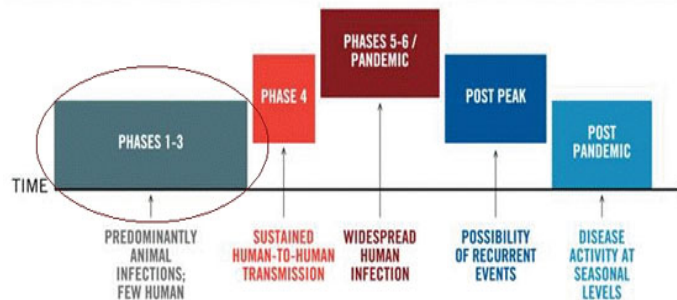 PHASES 5-6 /
PANDEMIC
PHASE 4
POST PEAK
PHASES 1-3
POST
PANDEMIC
TIME
PREDOMINANTLY
ANIMAL
INFECTIONS;
FEW HUMAN
SUSTAINED
HUMAN-TO-HUMAN
TRANSMISSION
WIDESPREAD
HUMAN
INFECTION
POSSIBILITY
OF RECURRENT
EVENTS
DISEASE
ACTIVITY AT
SEASONAL
LEVELS